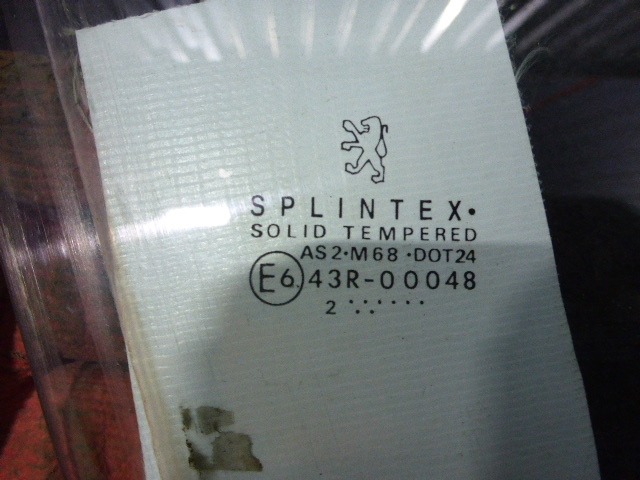 SPLINTEX.
SOLID TEMPERED
AS2·M68·DOT24
E6 43R-00048
2